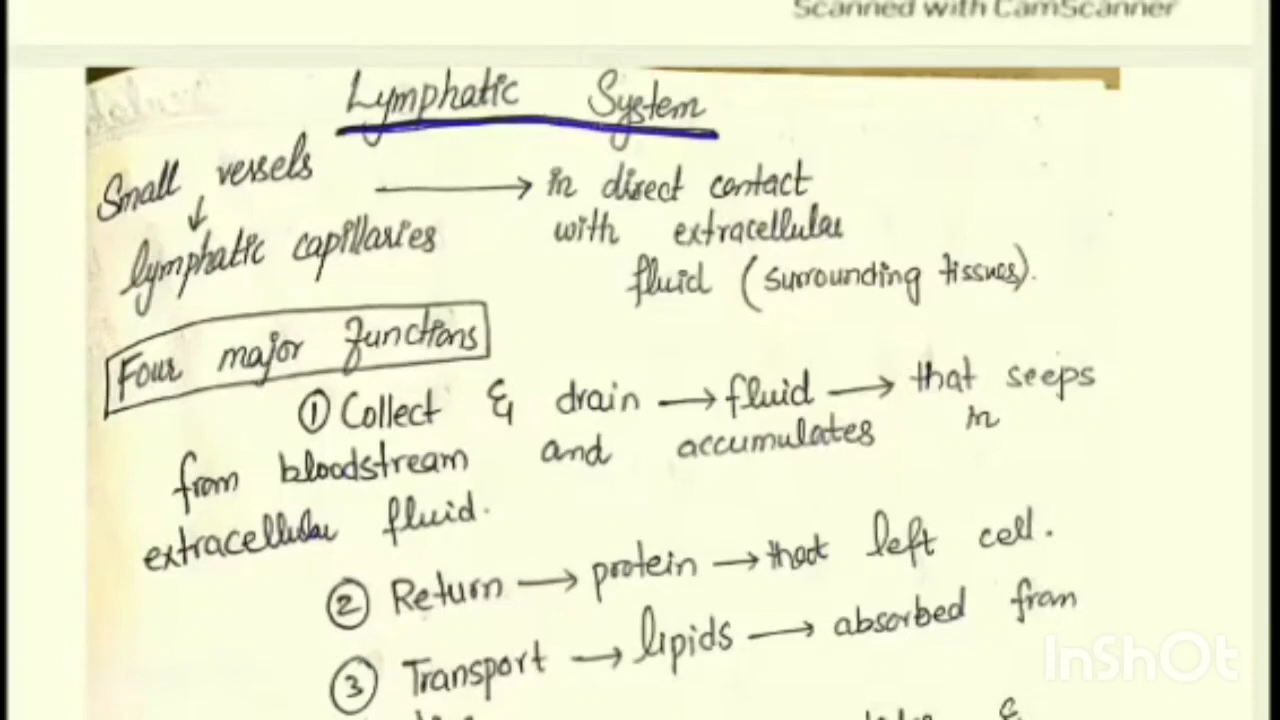 Scanned with CamScanner
Lymphatic System
Small vessels → in direct contact
↓ with extracellular
lymphatic capillaries fluid (surrounding tissues).
Four major functions
① Collect & drain → fluid → that seeps
from bloodstream and accumulates in
extracellular fluid.
② Return → protein → that left cell.
③ Transport → lipids → absorbed from
&
InShOt